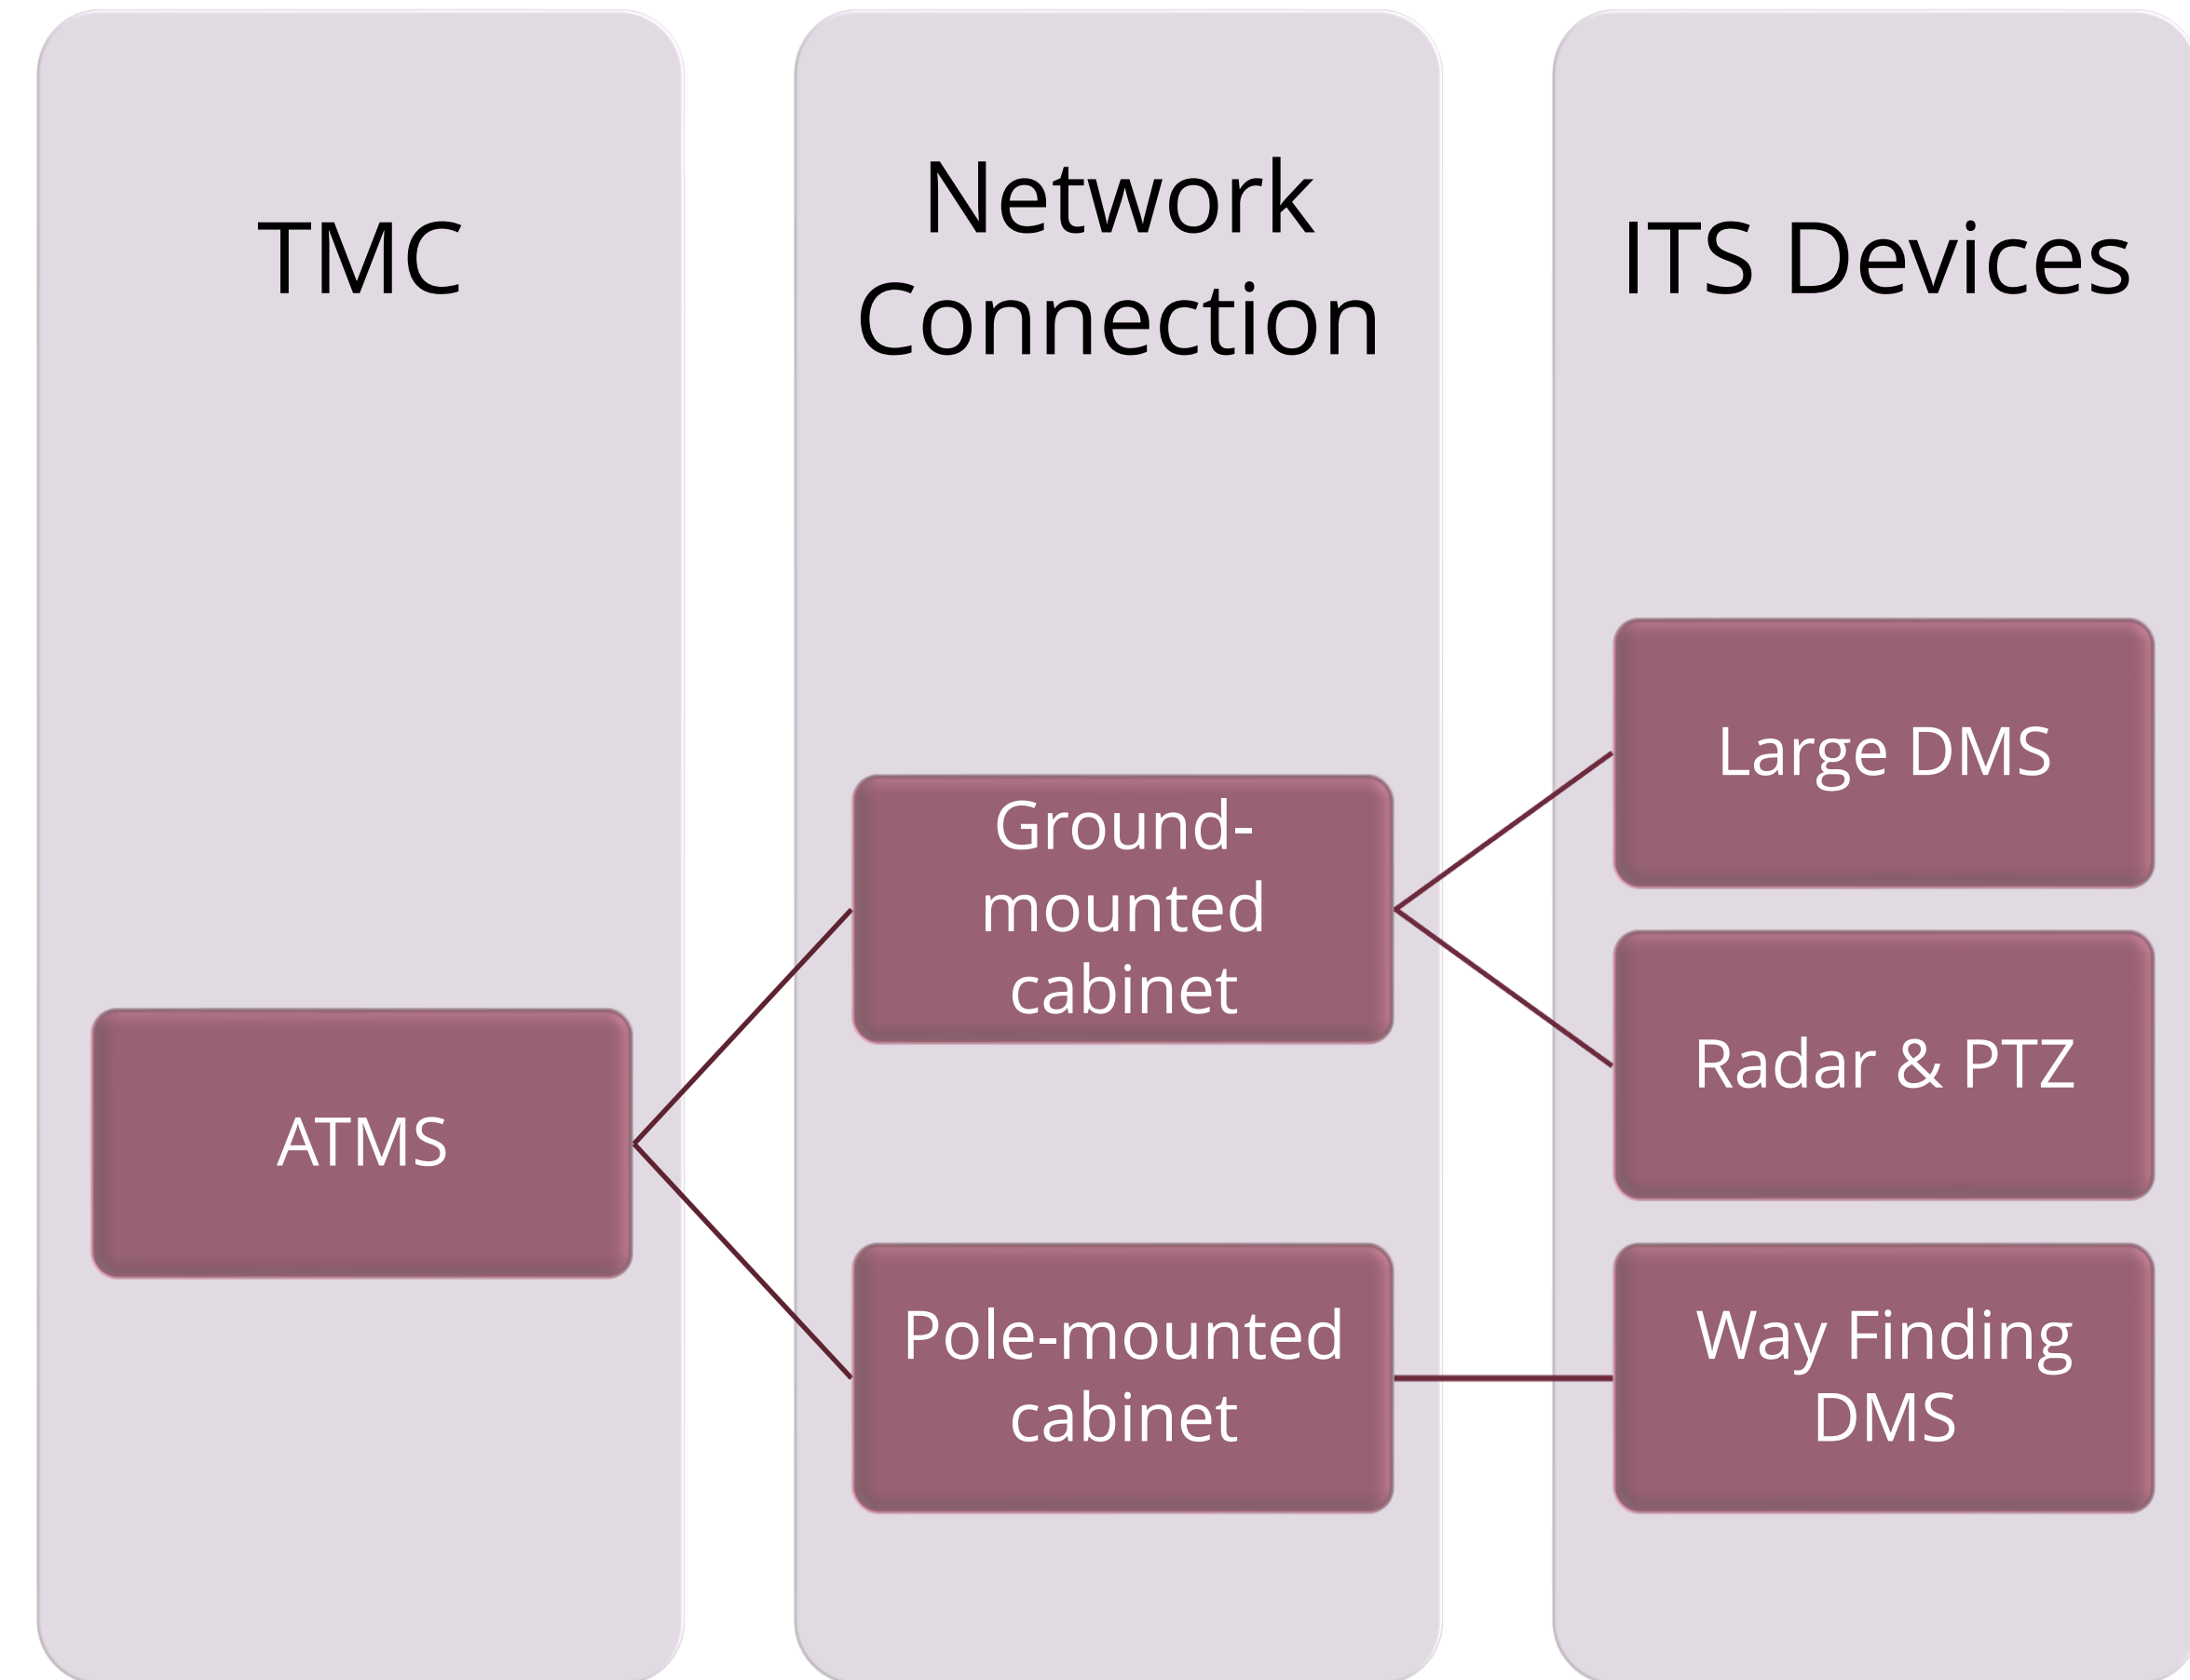 TMC
Network
Connection
ITS Devices
ATMS
Ground-
mounted
cabinet
Pole-mounted
cabinet
Large DMS
Radar & PTZ
Way Finding
DMS